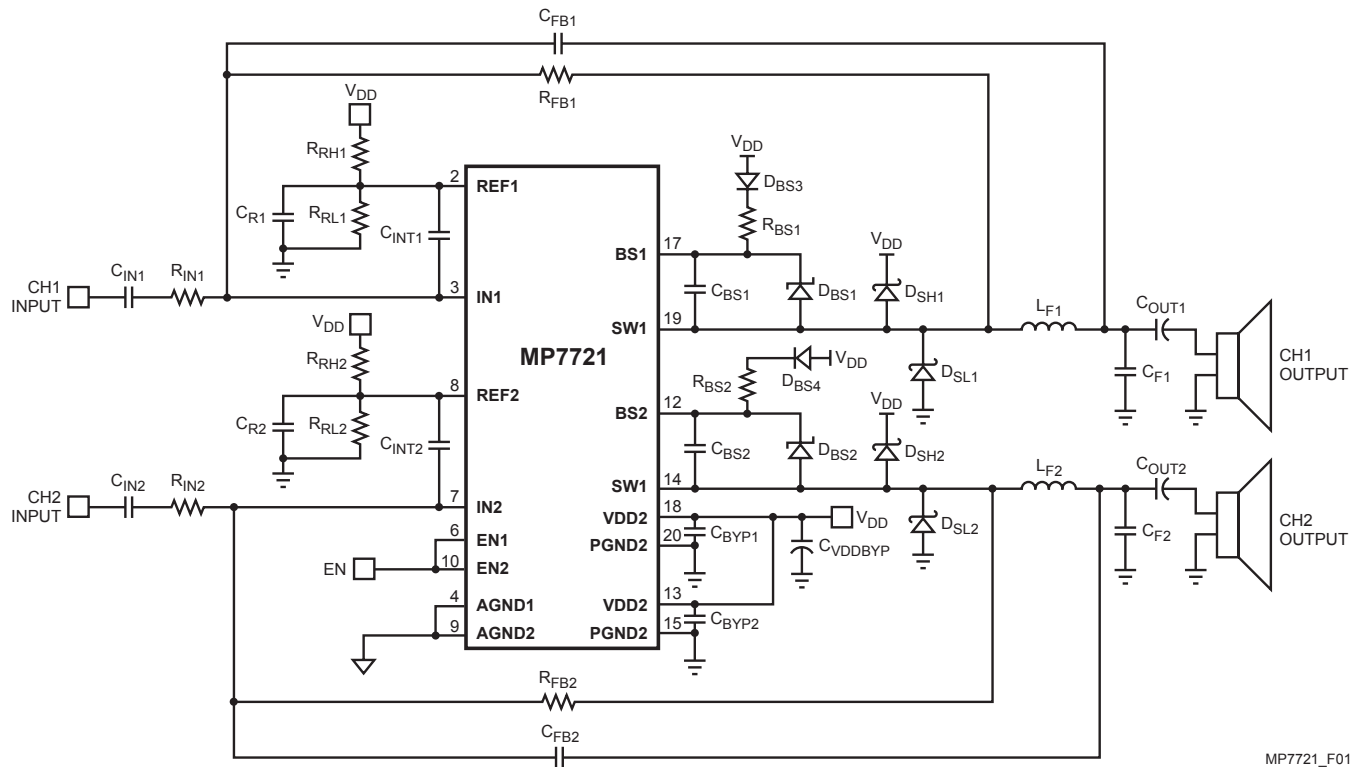 CFB1
RFB1
VDD
RRH1
CR1
RRL1
CINT1
2 REF1
CH1
INPUT
CIN1
RIN1
3 IN1
VDD
RRH2
CR2
RRL2
CINT2
8 REF2
CH2
INPUT
CIN2
RIN2
7 IN2
6 EN1
EN
10 EN2
4 AGND1
9 AGND2
MP7721
VDD
DBS3
RBS1
BS1 17
CBS1
DBS1
VDD
DSH1
SW1 19
DSL1
LF1
COUT1
CF1
CH1
OUTPUT
RBS2
DBS4
VDD
BS2 12
CBS2
DBS2
VDD
DSH2
SW1 14
DSL2
LF2
COUT2
CF2
CH2
OUTPUT
VDD2 18
VDD
CBYP1
CVDDBYP
PGND2 20
VDD2 13
CBYP2
PGND2 15
RFB2
CFB2
MP7721_F01